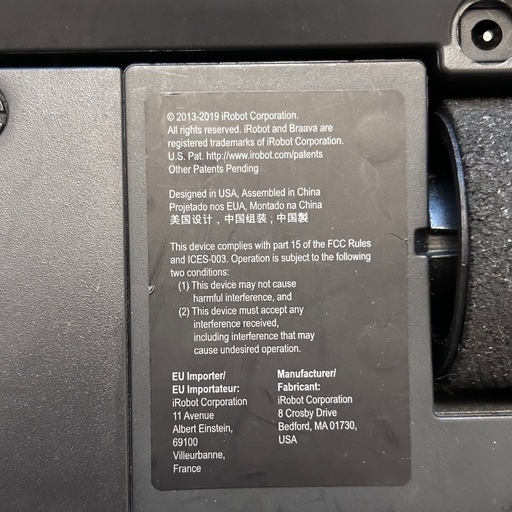 © 2013-2019 iRobot Corporation.
All rights reserved. iRobot and Braava are
registered trademarks of iRobot Corporation.
U.S. Pat. http://www.irobot.com/patents
Other Patents Pending
Designed in USA, Assembled in China
Projetado nos EUA, Montado na China
美国设计，中国组装，中国製
This device complies with part 15 of the FCC Rules
and ICES-003. Operation is subject to the following
two conditions:
(1) This device may not cause
harmful interference, and
(2) This device must accept any
interference received,
including interference that may
cause undesired operation.
EU Importer/
EU Importateur:
iRobot Corporation
11 Avenue
Albert Einstein,
69100
Villeurbanne,
France
Manufacturer/
Fabricant:
iRobot Corporation
8 Crosby Drive
Bedford, MA 01730,
USA